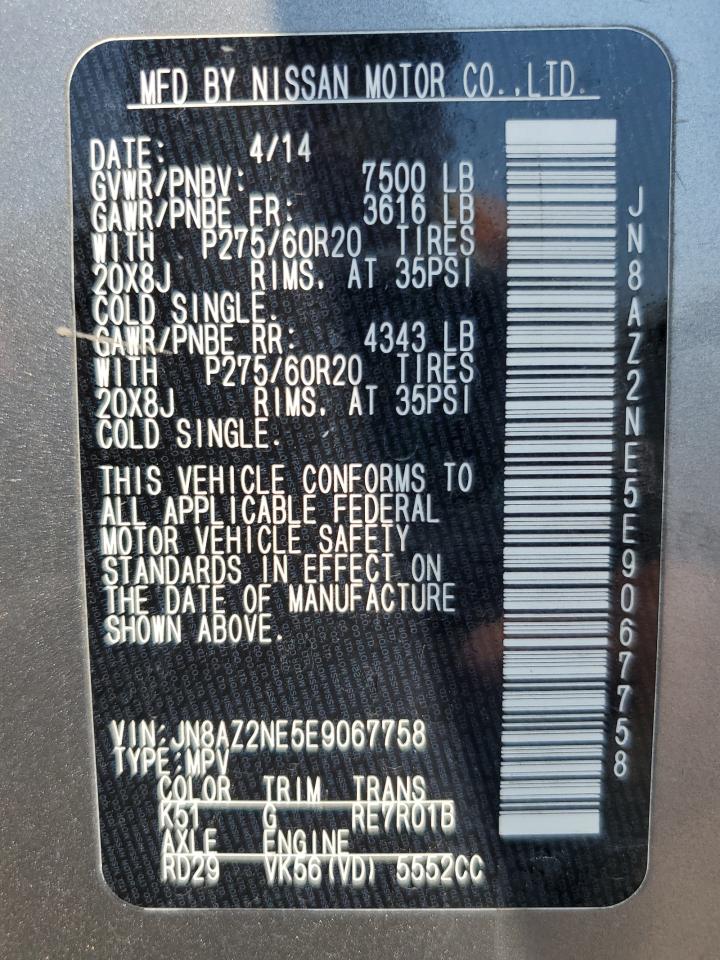 MFD BY NISSAN MOTOR CO.,LTD.
DATE: 4/14
GVWR/PNBV: 7500 LB
GAWR/PNBE FR: 3616 LB
WITH P275/60R20 TIRES
20X8J RIMS. AT 35PSI
COLD SINGLE.
GAWR/PNBE RR: 4343 LB
WITH P275/60R20 TIRES
20X8J RIMS. AT 35PSI
COLD SINGLE.
THIS VEHICLE CONFORMS TO
ALL APPLICABLE FEDERAL
MOTOR VEHICLE SAFETY
STANDARDS IN EFFECT ON
THE DATE OF MANUFACTURE
SHOWN ABOVE.
VIN:JN8AZ2NE5E9067758
TYPE:MPV
COLOR TRIM TRANS
K51 G RE7R01B
AXLE ENGINE
RD29 VK56(VD) 5552CC
JN8AZ2NE5E9067758